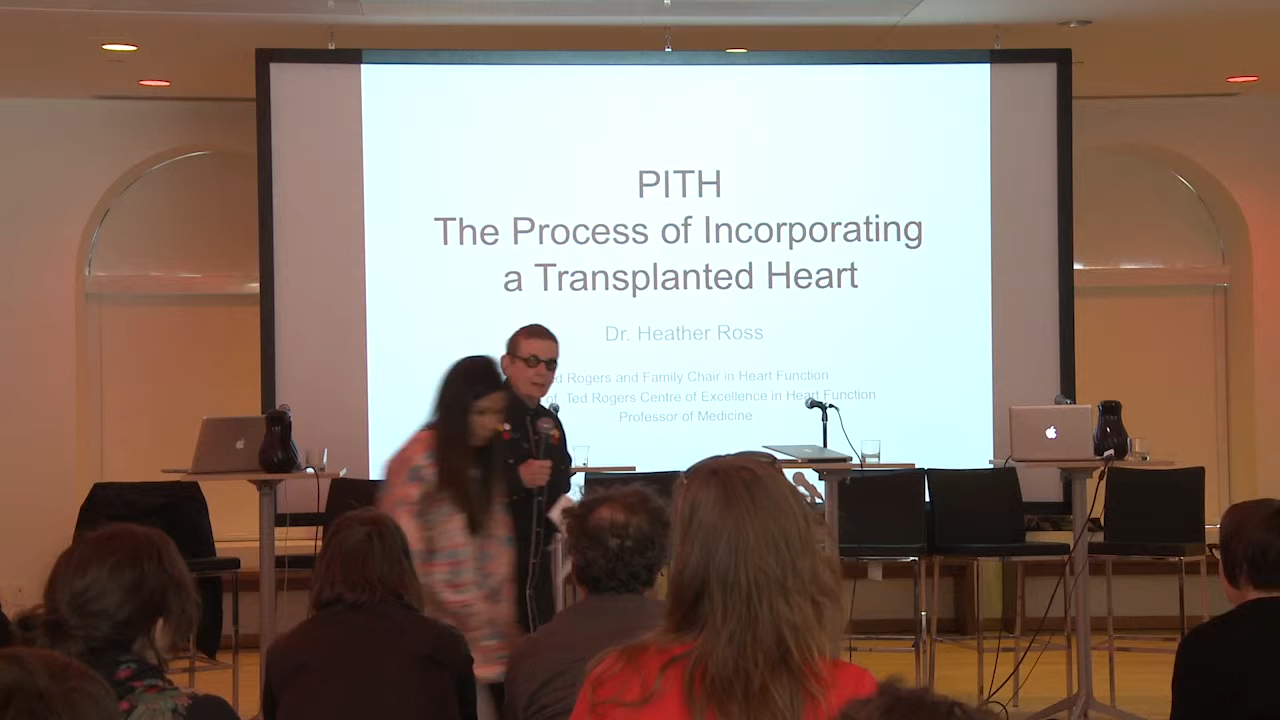 PITH
The Process of Incorporating
a Transplanted Heart
Dr. Heather Ross
Rogers and Family Chair in Heart Function
of Ted Rogers Centre of Excellence in Heart Function
Professor of Medicine